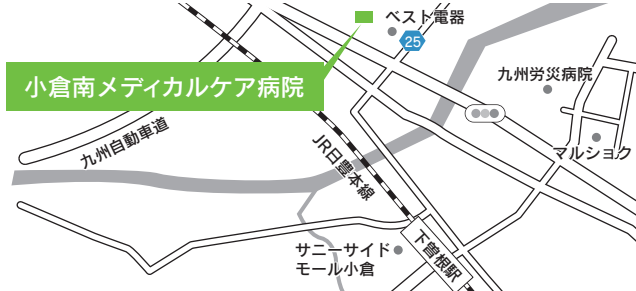 ベスト電器
25
小倉南メディカルケア病院
九州労災病院
九州自動車道
マルショク
JR日豊本線
サニーサイド
モール小倉
下曽根駅